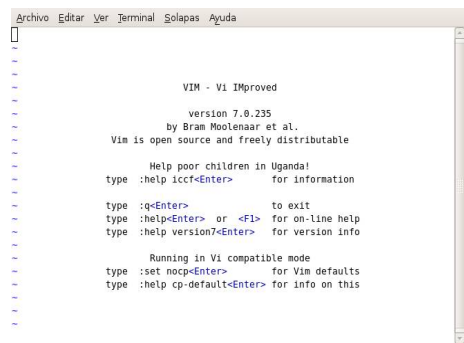 Archivo Editar Ver Terminal Solapas Ayuda
~
~
~
~
~ VIM - Vi IMproved
~
~ version 7.0.235
~ by Bram Moolenaar et al.
~ Vim is open source and freely distributable
~
~ Help poor children in Uganda!
~ type :help iccf<Enter> for information
~
~ type :q<Enter> to exit
~ type :help<Enter> or <F1> for on-line help
~ type :help version7<Enter> for version info
~
~ Running in Vi compatible mode
~ type :set nocp<Enter> for Vim defaults
~ type :help cp-default<Enter> for info on this
~
~
~